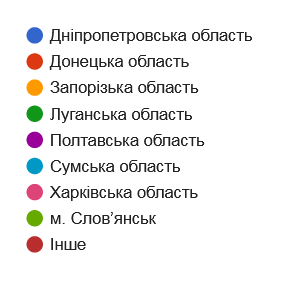 Дніпропетровська область
Донецька область
Запорізька область
Луганська область
Полтавська область
Сумська область
Харківська область
м. Слов’янськ
Інше